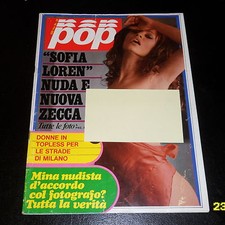 pop
"SOFIA
LOREN"
NUDA E
NUOVA
ZECCA
Tutte le foto
DONNE IN
TOPLESS PER
LE STRADE
DI MILANO
Mina nudista
d'accordo
col fotografo?
Tutta la verità
23